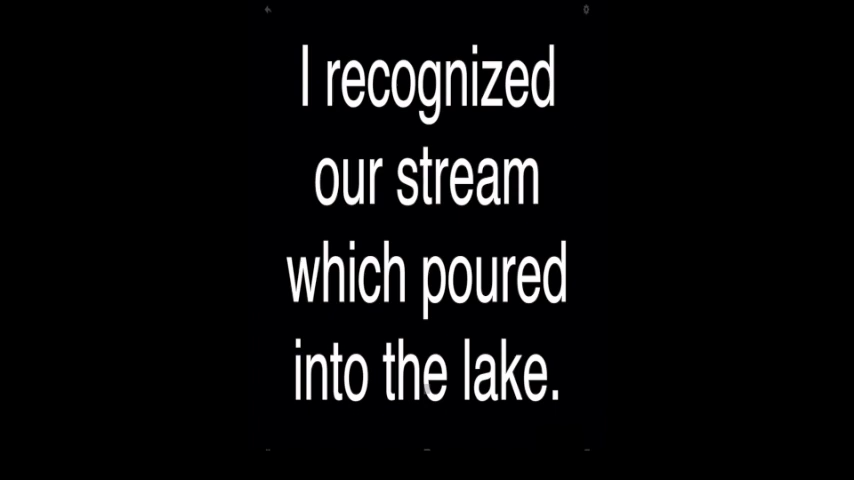 I recognized
our stream
which poured
into the lake.